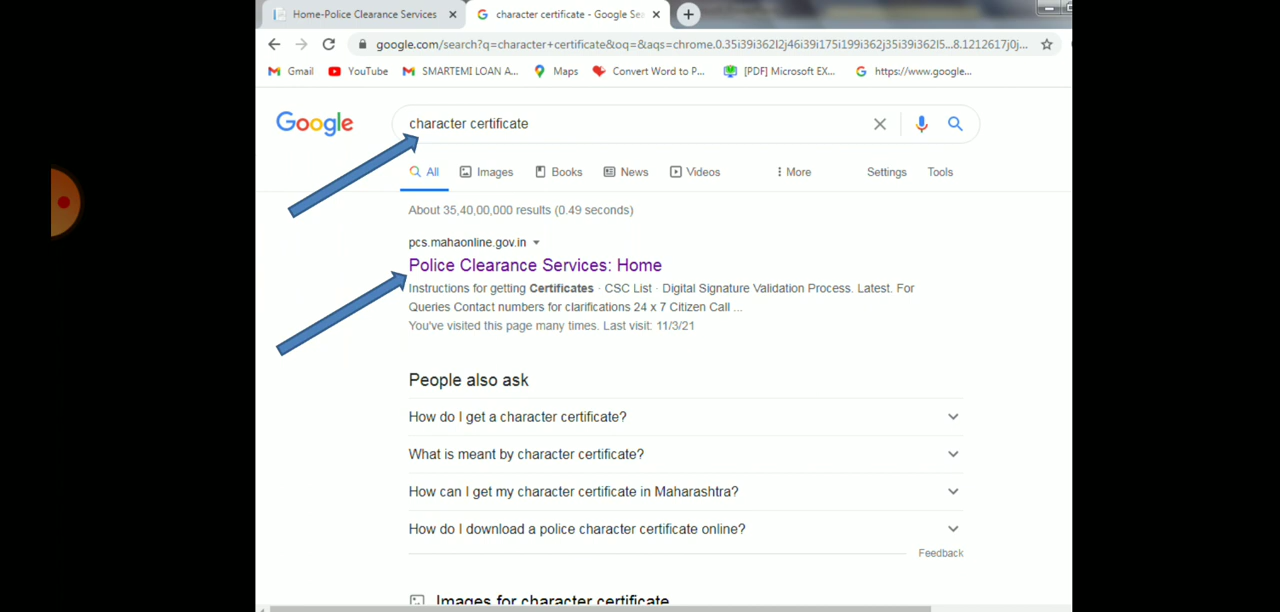 Home-Police Clearance Services
character certificate - Google Se
google.com/search?q=character+certificate&oq=&aqs=chrome.0.35i39i362l2j46i39i175i199i362j35i39i362l5...8.1212617j0j...
Gmail YouTube SMARTEMI LOAN A... Maps Convert Word to P... [PDF] Microsoft EX... https://www.google...
Google
character certificate
All Images Books News Videos More Settings Tools
About 35,40,00,000 results (0.49 seconds)
pcs.mahaonline.gov.in
Police Clearance Services: Home
Instructions for getting Certificates · CSC List · Digital Signature Validation Process. Latest. For
Queries Contact numbers for clarifications 24 x 7 Citizen Call ...
You've visited this page many times. Last visit: 11/3/21
People also ask
How do I get a character certificate?
What is meant by character certificate?
How can I get my character certificate in Maharashtra?
How do I download a police character certificate online?
Feedback
Images for character certificate